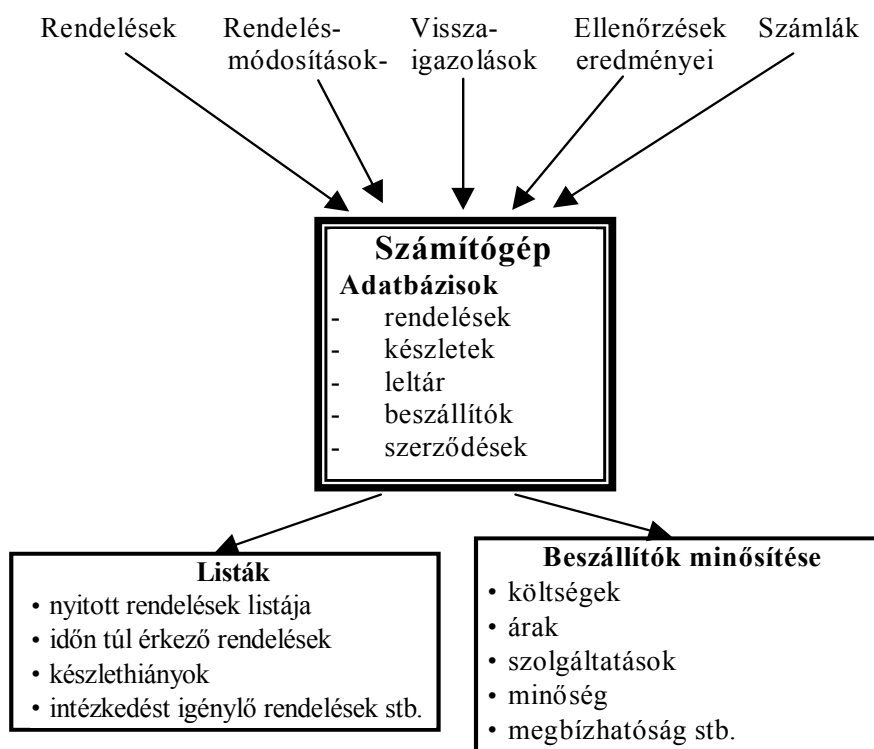 Rendelések
Rendelés-
módosítások-
Vissza-
igazolások
Ellenőrzések
eredményei
Számlák
Számítógép
Adatbázisok
- rendelések
- készletek
- leltár
- beszállítók
- szerződések
Listák
• nyitott rendelések listája
• időn túl érkező rendelések
• készlethiányok
• intézkedést igénylő rendelések stb.
Beszállítók minősítése
• költségek
• árak
• szolgáltatások
• minőség
• megbízhatóság stb.